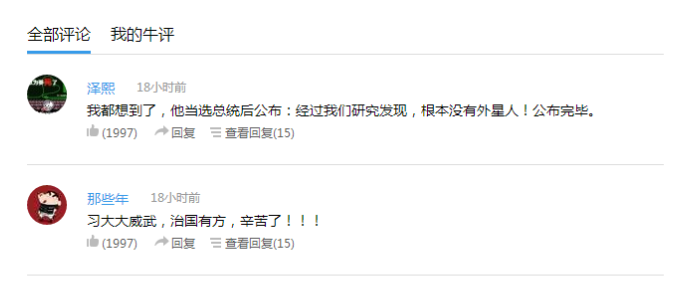 全部评论 我的牛评
泽熙 18小时前
我都想到了，他当选总统后公布：经过我们研究发现，根本没有外星人！公布完毕。
(1997) 回复 查看回复(15)
那些年 18小时前
习大大威武，治国有方，辛苦了！！！
(1997) 回复 查看回复(15)